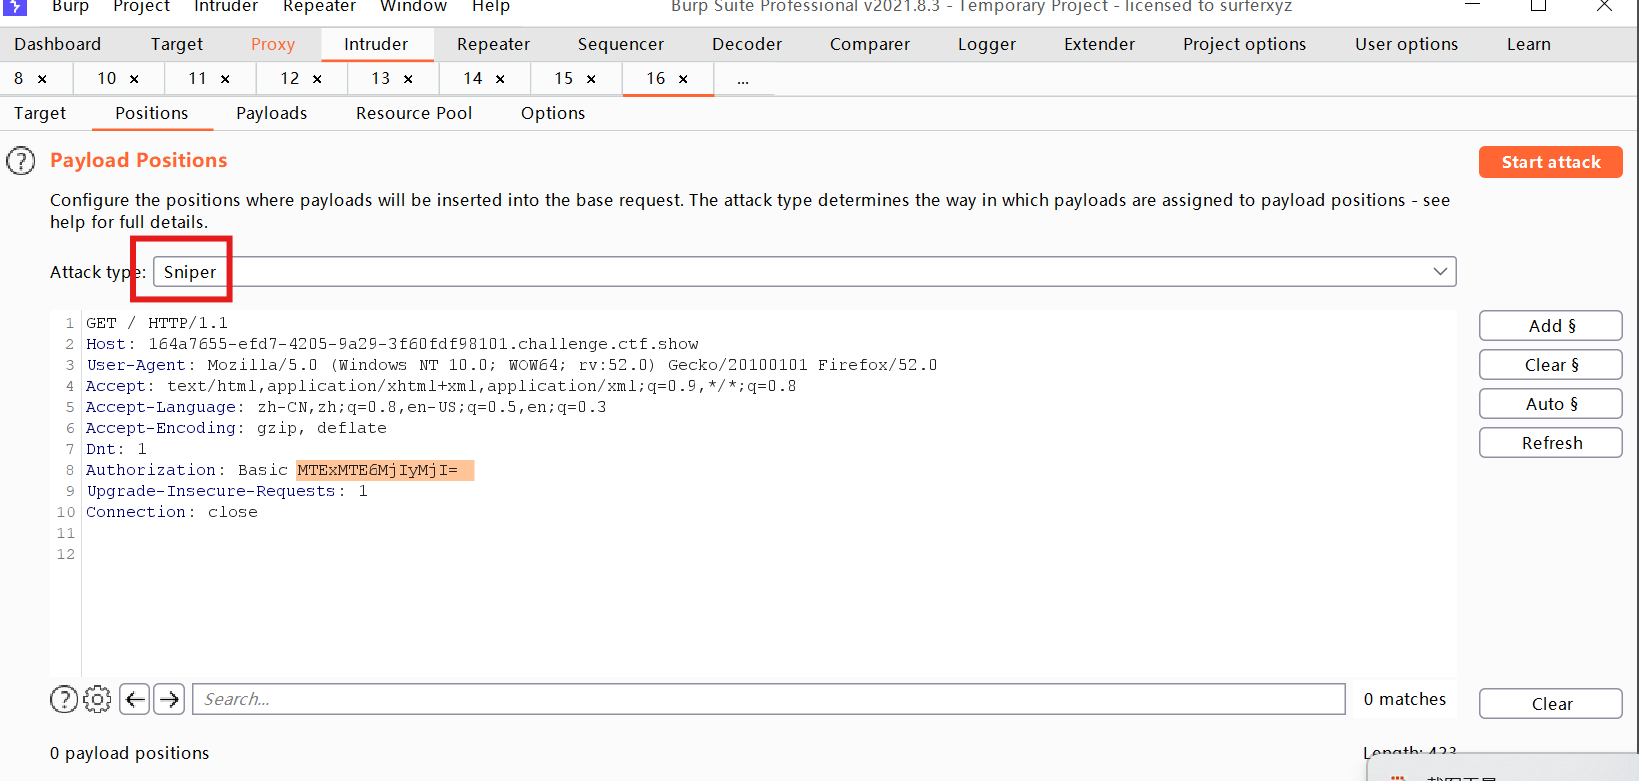 Burp Project Intruder Repeater Window Help Burp Suite Professional v2021.8.3 - Temporary Project - licensed to surferxyz
Dashboard Target Proxy Intruder Repeater Sequencer Decoder Comparer Logger Extender Project options User options Learn
8 × 10 × 11 × 12 × 13 × 14 × 15 × 16 × ...
Target Positions Payloads Resource Pool Options
? Payload Positions
Start attack
Configure the positions where payloads will be inserted into the base request. The attack type determines the way in which payloads are assigned to payload positions - see
help for full details.
Attack type: Sniper
1 GET / HTTP/1.1
2 Host: 164a7655-efd7-4205-9a29-3f60fdf98101.challenge.ctf.show
3 User-Agent: Mozilla/5.0 (Windows NT 10.0; WOW64; rv:52.0) Gecko/20100101 Firefox/52.0
4 Accept: text/html,application/xhtml+xml,application/xml;q=0.9,*/*;q=0.8
5 Accept-Language: zh-CN,zh;q=0.8,en-US;q=0.5,en;q=0.3
6 Accept-Encoding: gzip, deflate
7 Dnt: 1
8 Authorization: Basic MTExMTE6MjIyMjI=
9 Upgrade-Insecure-Requests: 1
10 Connection: close
11
12
Add §
Clear §
Auto §
Refresh
? Search... 0 matches
Clear
0 payload positions
Length: 423